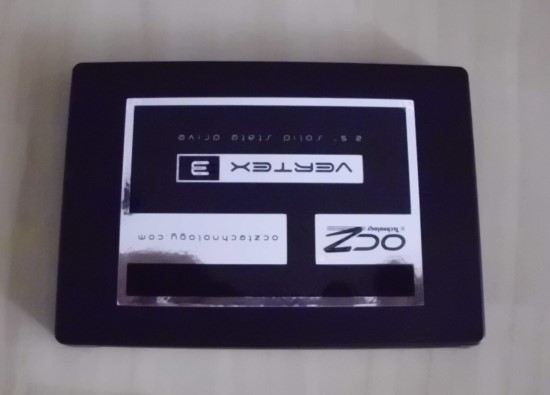 OCZ
Technology
ocztechnology.com
VERTEX 3
2.5" solid state drive